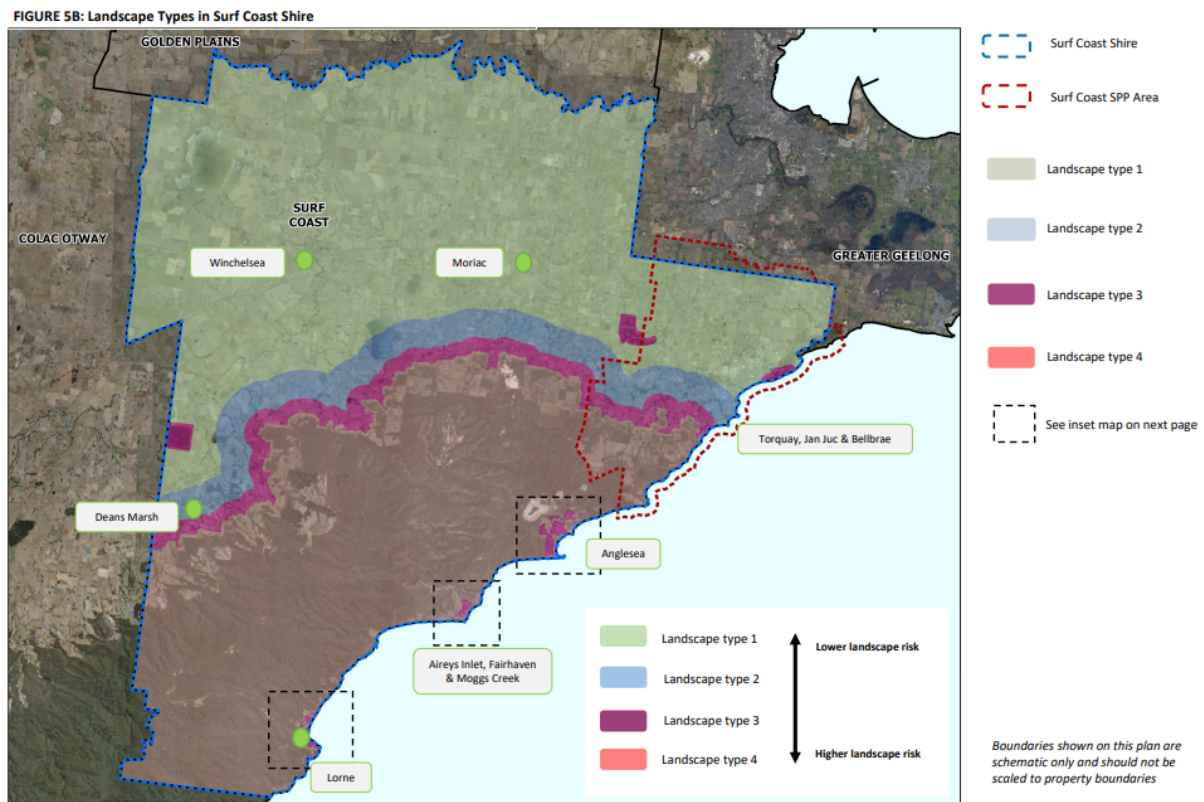 FIGURE 5B: Landscape Types in Surf Coast Shire
GOLDEN PLAINS
SURF
COAST
COLAC OTWAY
Winchelsea
Moriac
GREATER GEELONG
Torquay, Jan Juc & Bellbrae
Deans Marsh
Anglesea
Aireys Inlet, Fairhaven
& Moggs Creek
Lorne
Landscape type 1
Landscape type 2
Landscape type 3
Landscape type 4
Lower landscape risk
Higher landscape risk
Surf Coast Shire
Surf Coast SPP Area
Landscape type 1
Landscape type 2
Landscape type 3
Landscape type 4
See inset map on next page
Boundaries shown on this plan are
schematic only and should not be
scaled to property boundaries